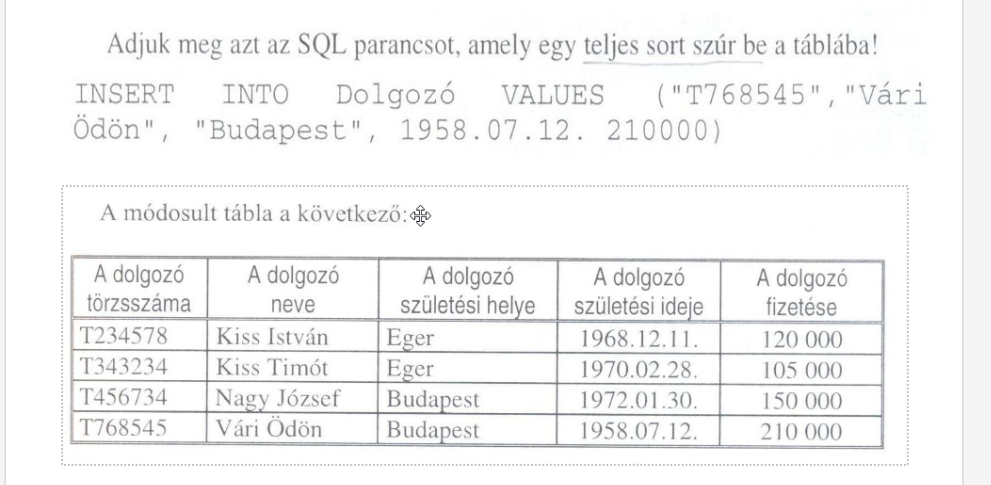 Adjuk meg azt az SQL parancsot, amely egy teljes sort szúr be a táblába!
INSERT INTO Dolgozó VALUES ("T768545","Vári
Ödön", "Budapest", 1958.07.12. 210000)
A módosult tábla a következő:
A dolgozó törzsszáma A dolgozó neve A dolgozó születési helye A dolgozó születési ideje A dolgozó fizetése
T234578 Kiss István Eger 1968.12.11. 120 000
T343234 Kiss Timót Eger 1970.02.28. 105 000
T456734 Nagy József Budapest 1972.01.30. 150 000
T768545 Vári Ödön Budapest 1958.07.12. 210 000